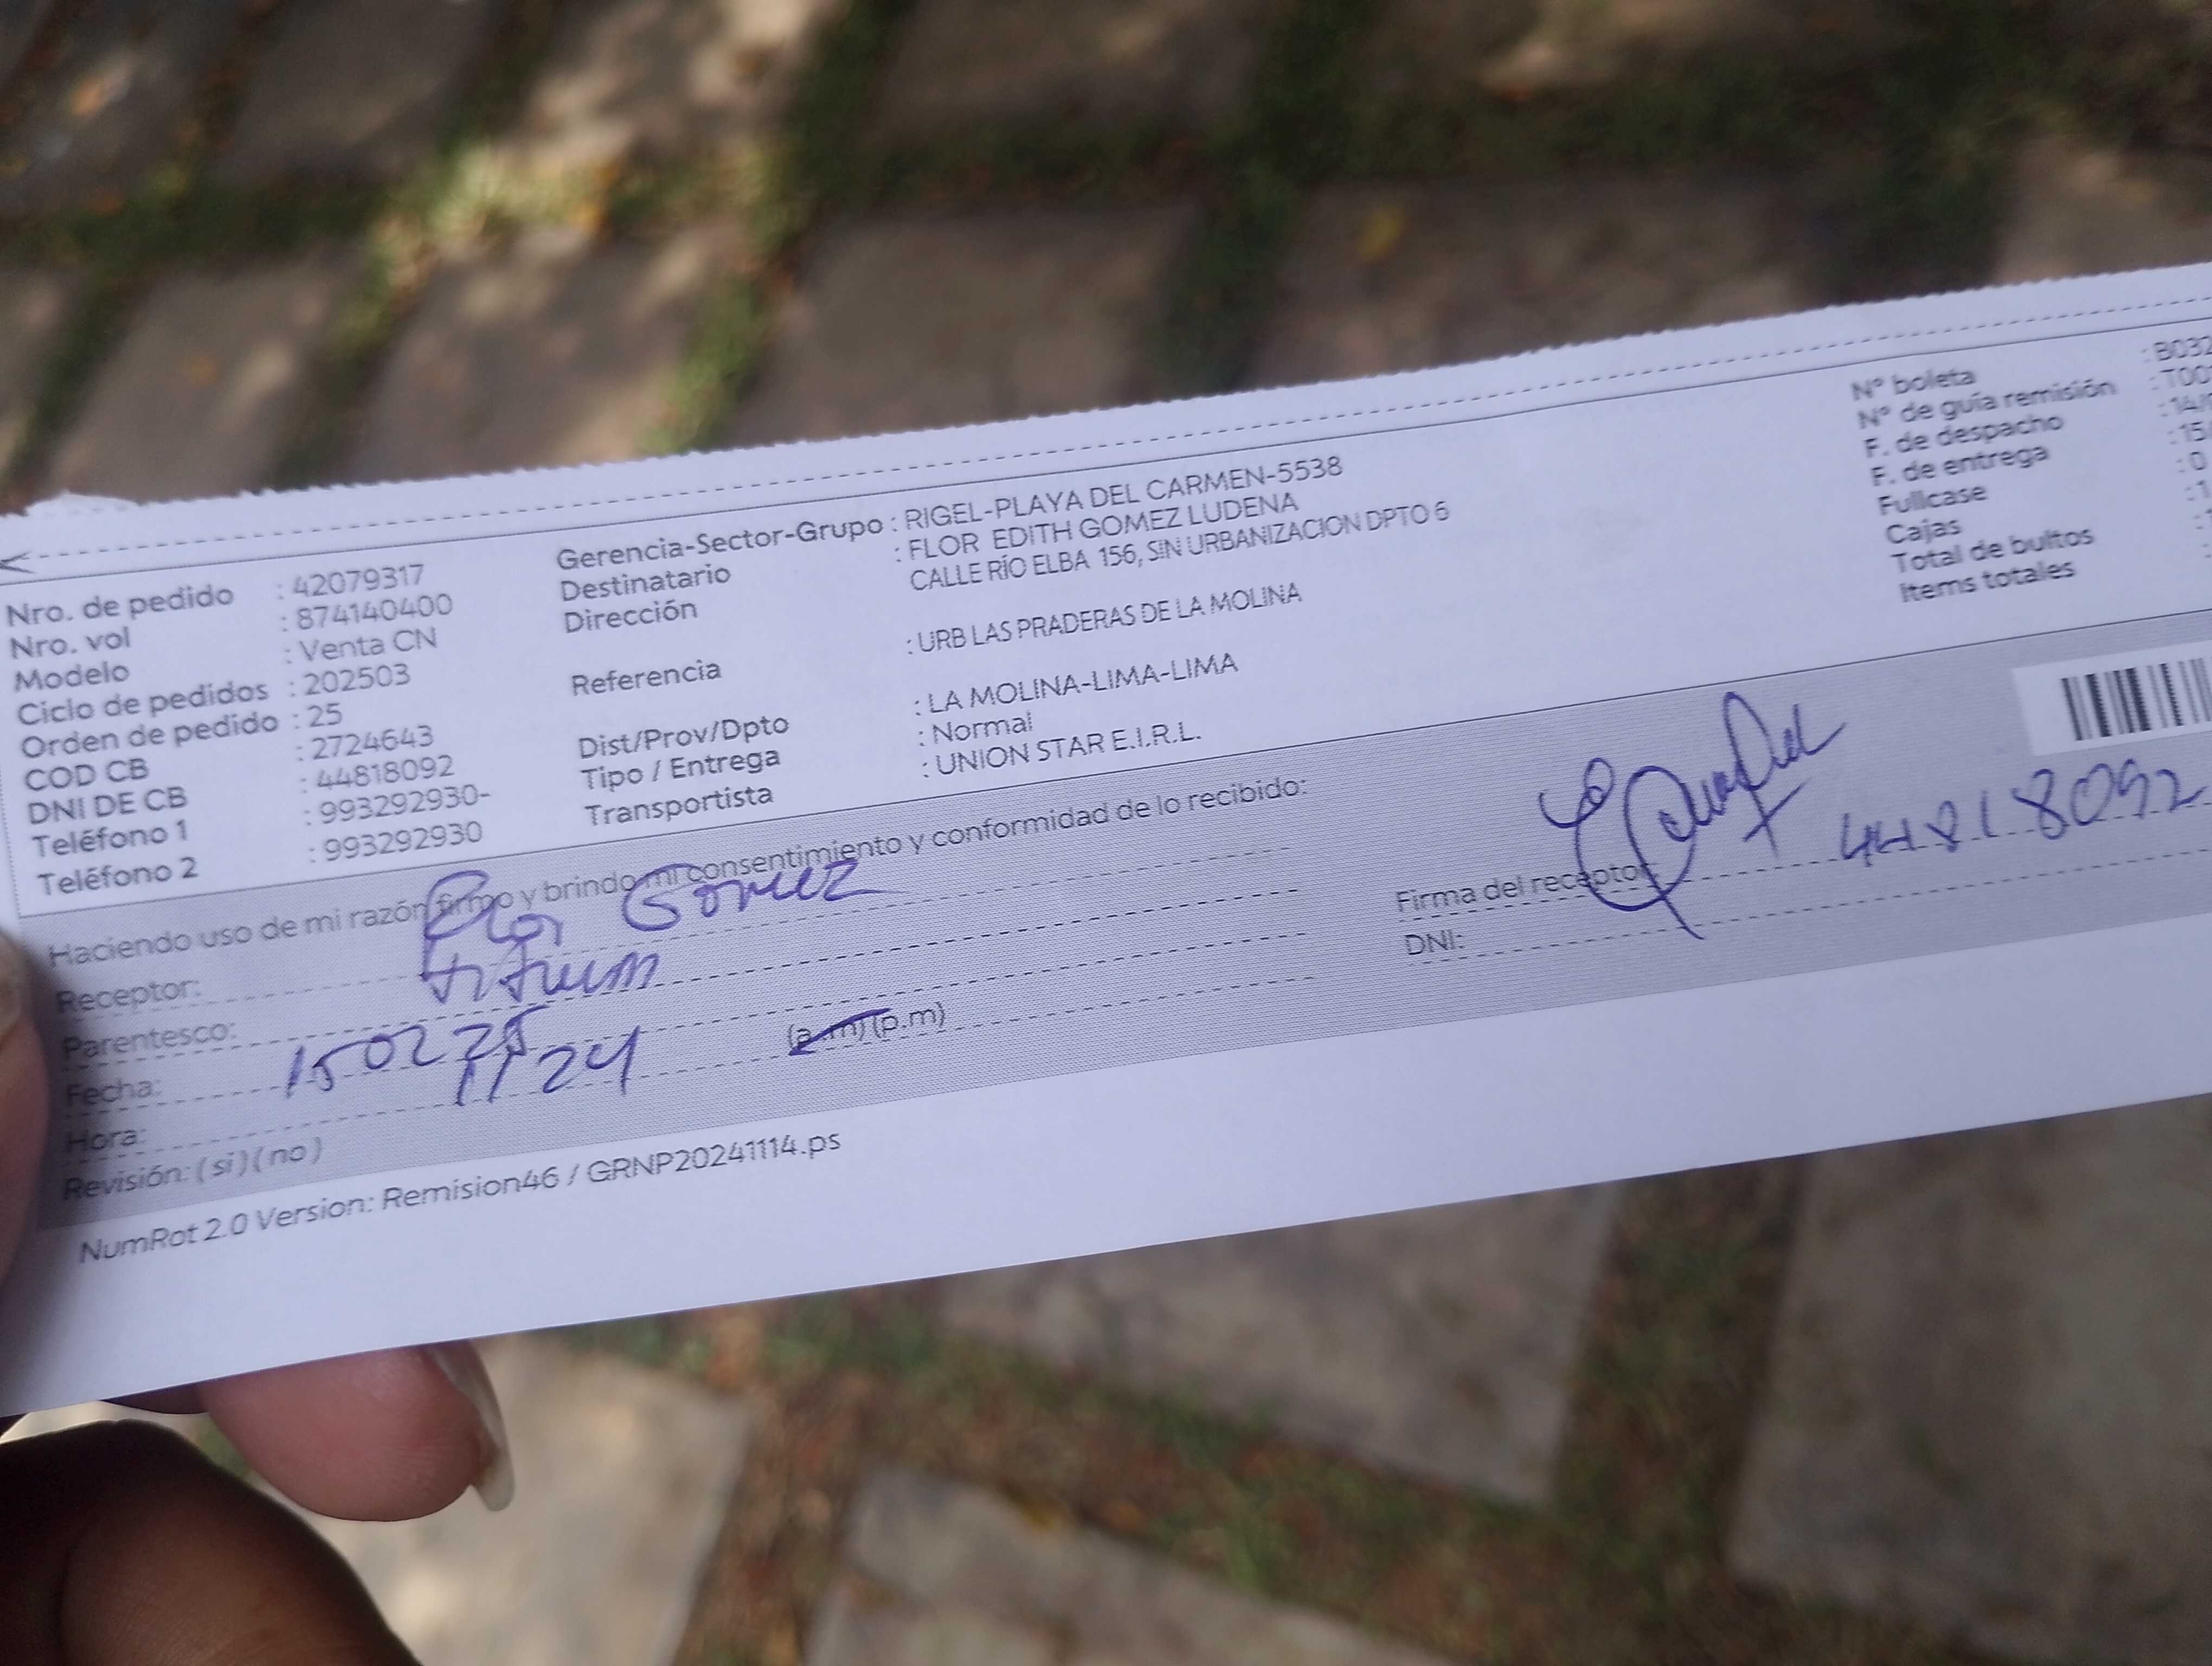 Nro. de pedido : 42079317
Nro. vol : 874140400
Modelo : Venta CN
Ciclo de pedidos : 202503
Orden de pedido : 25
COD CB : 2724643
DNI DE CB : 44818092
Teléfono 1 : 993292930-
Teléfono 2 : 993292930
Gerencia-Sector-Grupo : RIGEL-PLAYA DEL CARMEN-5538
Destinatario : FLOR EDITH GOMEZ LUDENA
Dirección CALLE RÍO ELBA 156, SIN URBANIZACION DPTO 6
Referencia : URB LAS PRADERAS DE LA MOLINA
Dist/Prov/Dpto : LA MOLINA-LIMA-LIMA
Tipo / Entrega : Normal
Transportista : UNION STAR E.I.R.L.
N° boleta : B032
N° de guía remisión : T00
F. de despacho : 14/
F. de entrega : 15
Fullcase : 0
Cajas : 1
Total de bultos :
Items totales :
Haciendo uso de mi razón firmo y brindo mi consentimiento y conformidad de lo recibido:
Receptor: Flor Gomez
Parentesco:
Fecha: 15 02 25
Hora: 11 24 (a.m) (p.m)
Revisión: ( si ) ( no )
Firma del receptor:
DNI: 44818092
NumRot 2.0 Version: Remision46 / GRNP20241114.ps